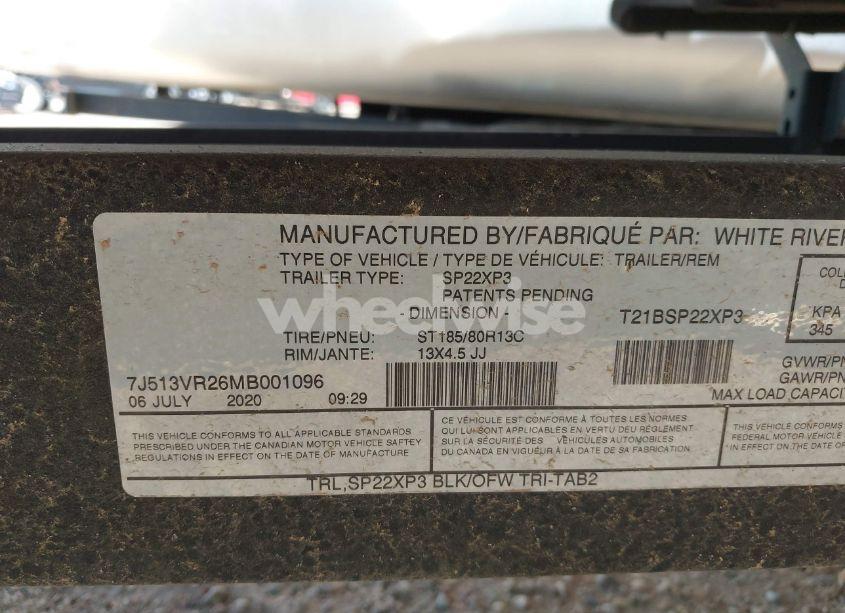 MANUFACTURED BY/FABRIQUÉ PAR: WHITE RIVER
TYPE OF VEHICLE / TYPE DE VÉHICULE: TRAILER/REM
TRAILER TYPE: SP22XP3
PATENTS PENDING
- DIMENSION -
TIRE/PNEU: ST185/80R13C
RIM/JANTE: 13X4.5 JJ
T21BSP22XP3
COL
D
KPA
345
GVWR/PN
GAWR/PN
MAX LOAD CAPACI
7J513VR26MB001096
06 JULY 2020 09:29
THIS VEHICLE CONFORMS TO ALL APPLICABLE STANDARDS
PRESCRIBED UNDER THE CANADIAN MOTOR VEHICLE SAFTEY
REGULATIONS IN EFFECT ON THE DATE OF MANUFACTURE
CE VÉHICULE EST CONFORME À TOUTES LES NORMES
QUI LUI SONT APPLICABLES EN VERTU DEU RÈGLEMENT
SUR LA SÉCURITÉ DES VÉHICULES AUTOMOBILES
DU CANADA EN VIGUEUR À LA DATE DE SA FABRICATION
THIS VEHICLE CONFO
FEDERAL MOTOR VEHICLE
IN EFFECT ON THE DATE
TRL,SP22XP3 BLK/OFW TRI-TAB2
wheelwise